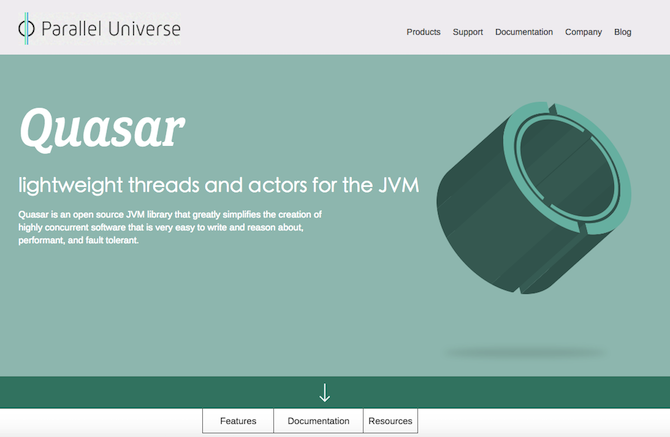 Parallel Universe
Products Support Documentation Company Blog
Quasar
lightweight threads and actors for the JVM
Quasar is an open source JVM library that greatly simplifies the creation of
highly concurrent software that is very easy to write and reason about,
performant, and fault tolerant.
Features Documentation Resources